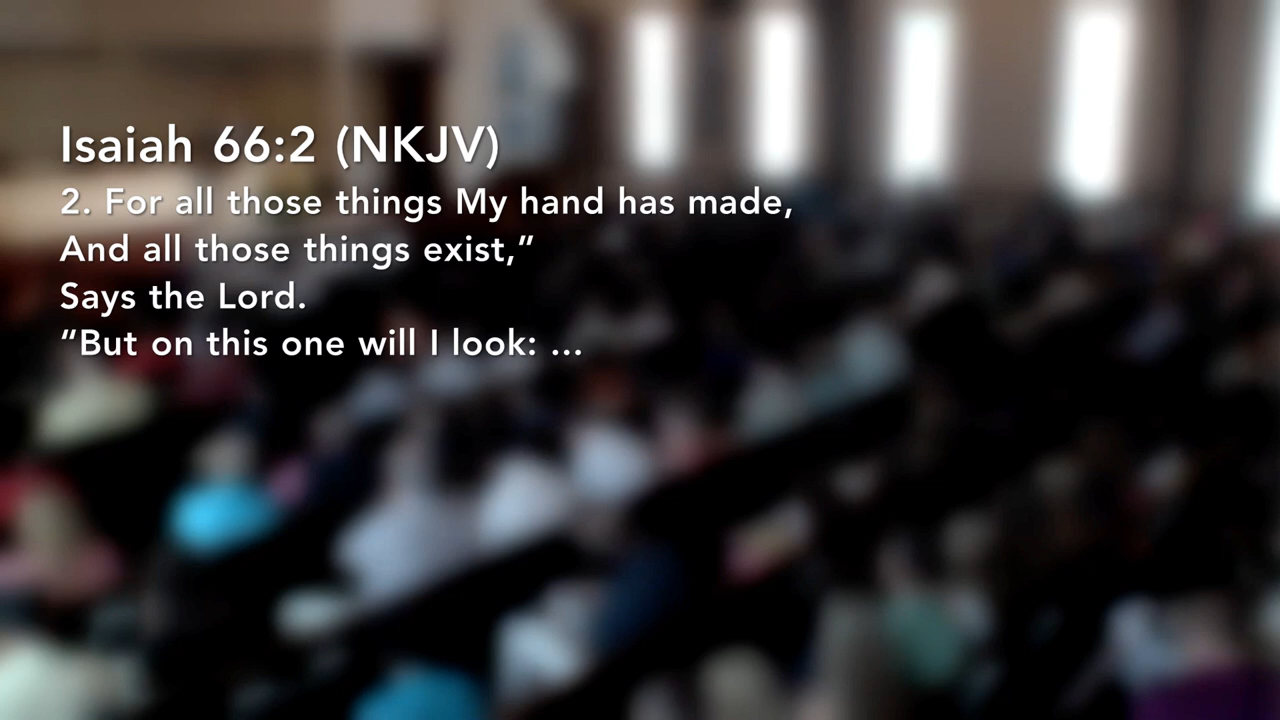 Isaiah 66:2 (NKJV)
2. For all those things My hand has made,
And all those things exist,”
Says the Lord.
“But on this one will I look: ...